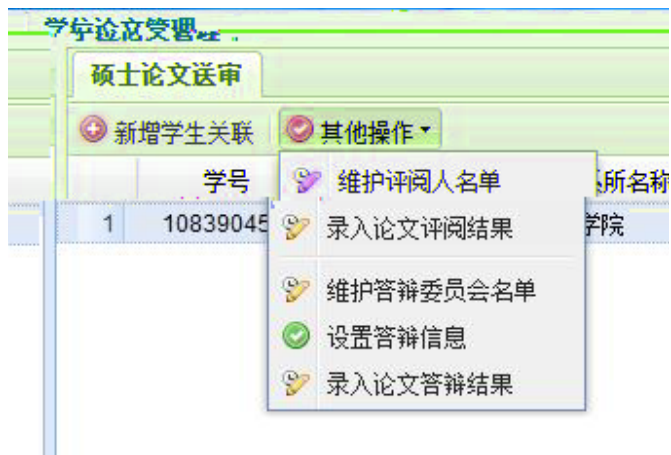 学位论文管理
硕士论文送审
新增学生关联 其他操作
学号 所名称
1 10839045 学院
维护评阅人名单
录入论文评阅结果
维护答辩委员会名单
设置答辩信息
录入论文答辩结果